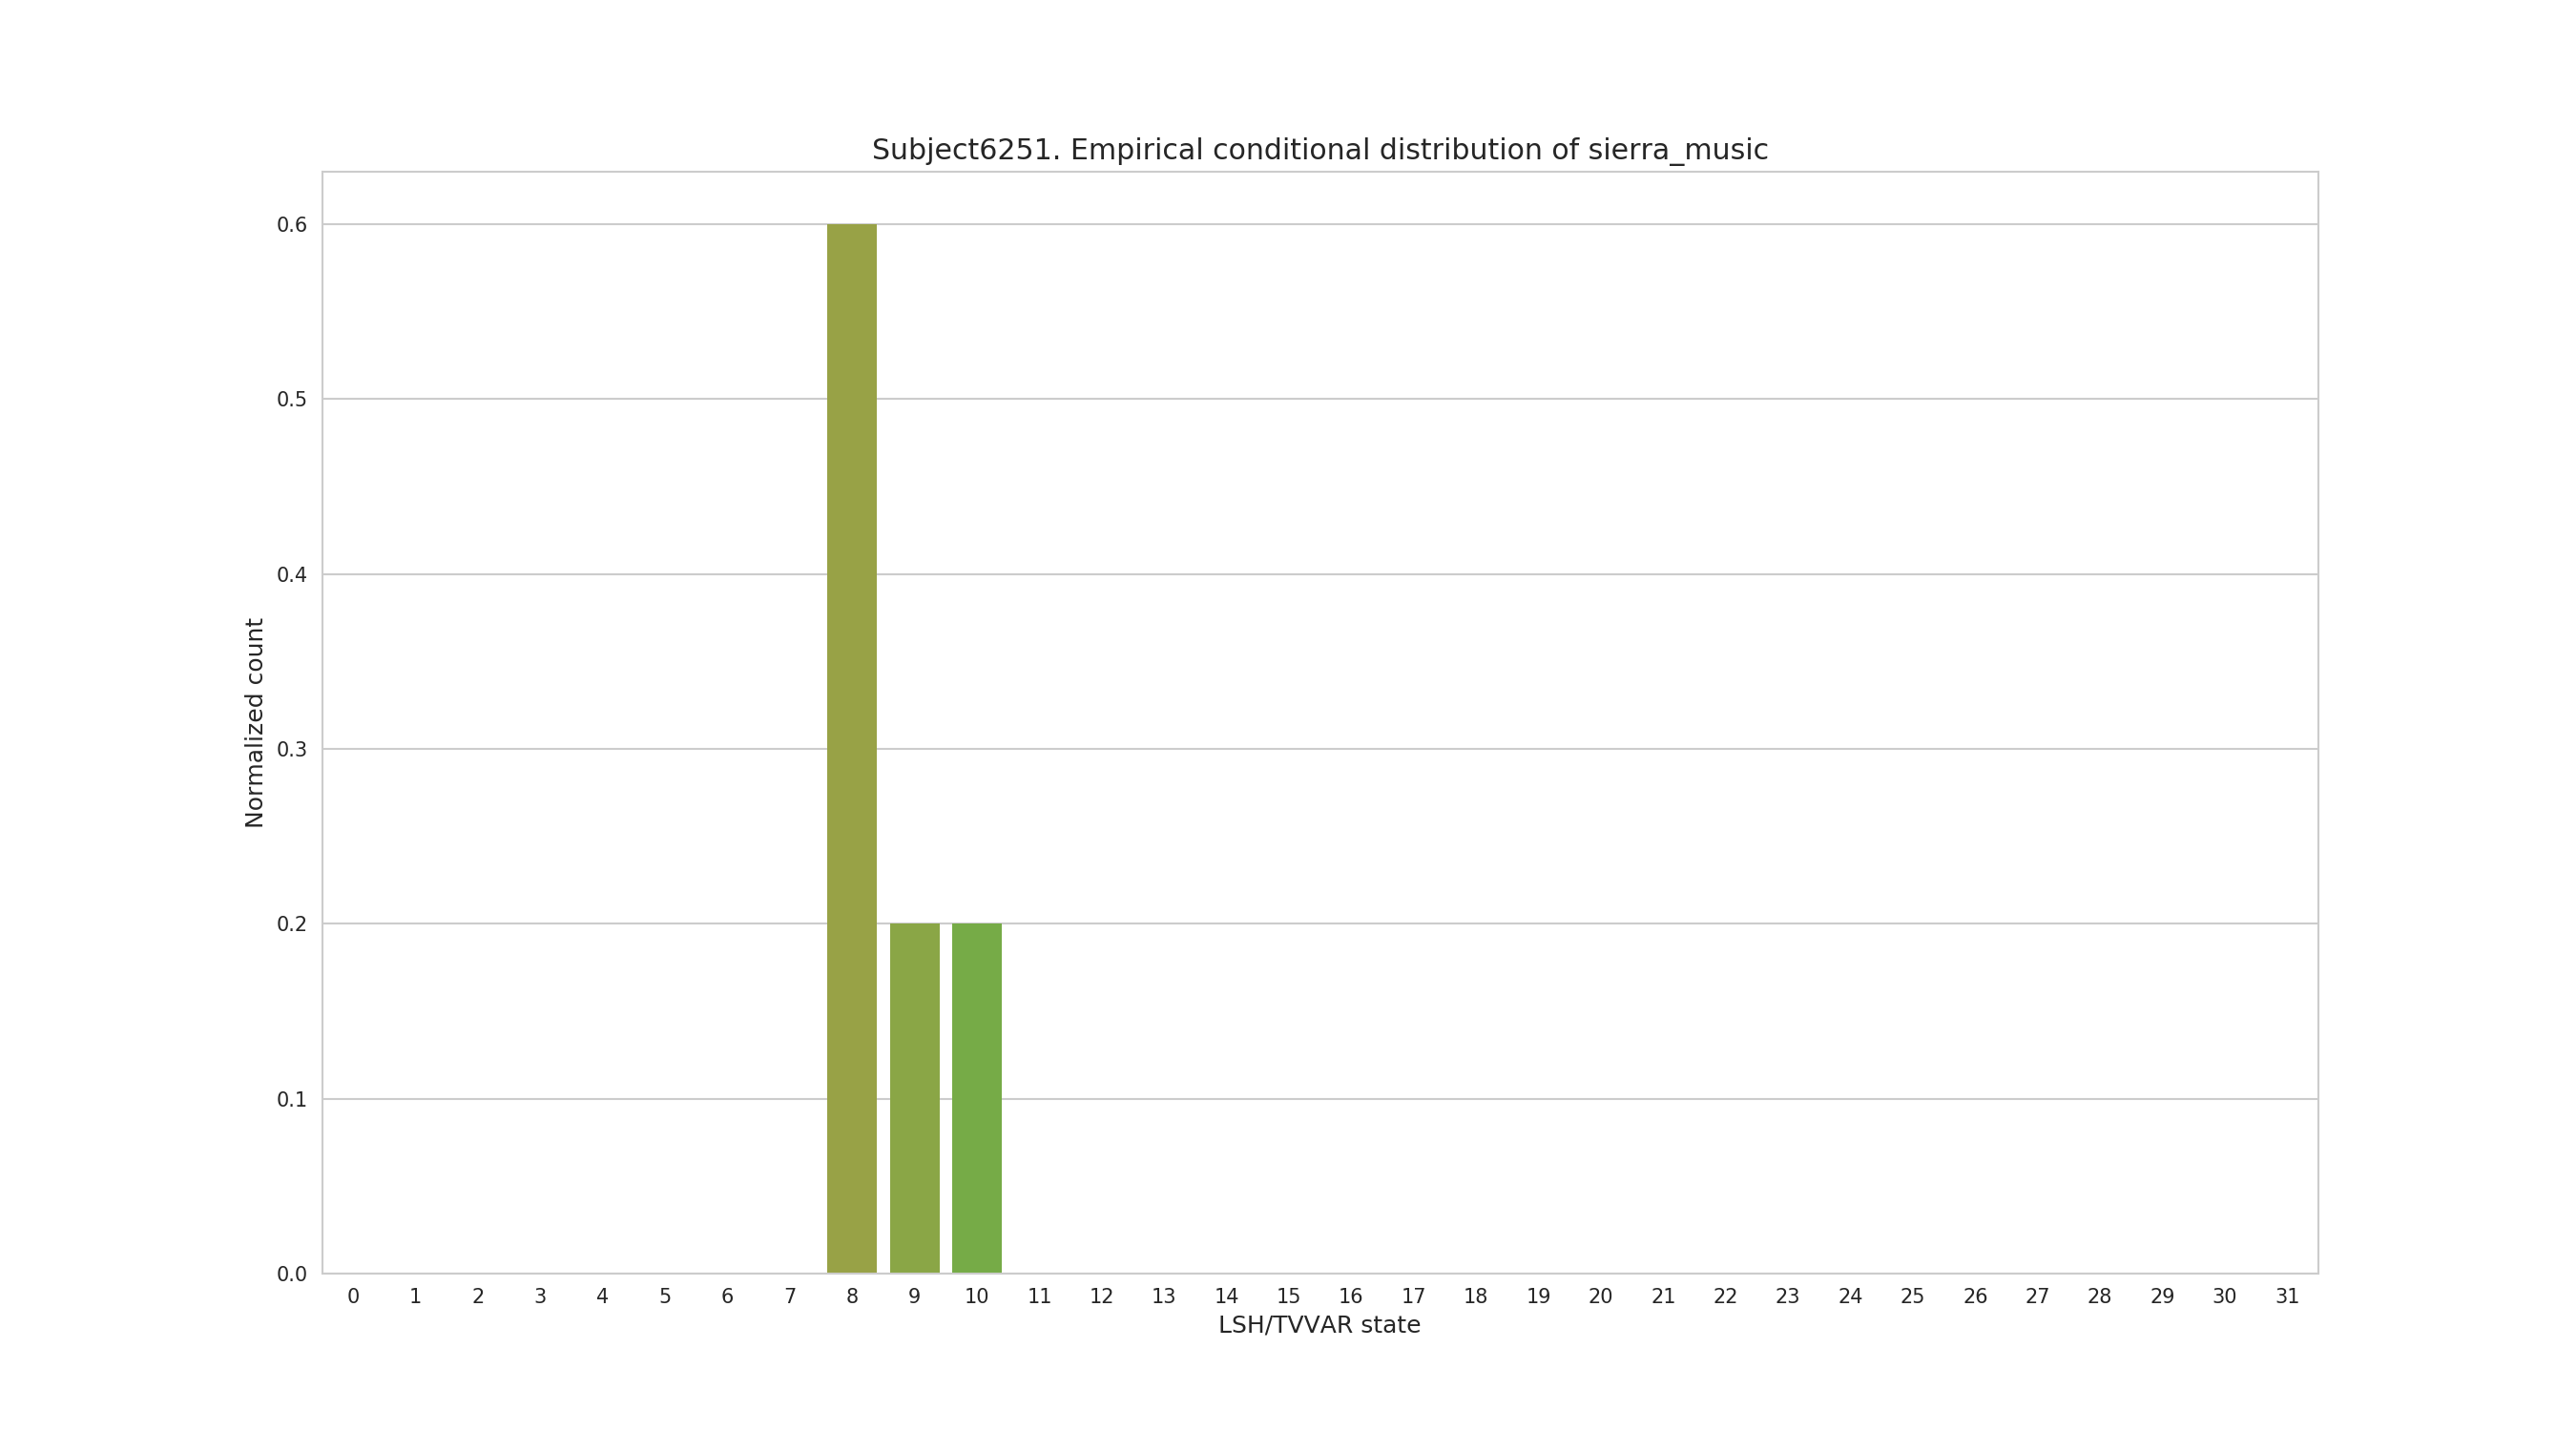 Subject6251. Empirical conditional distribution of sierra_music
0.6
0.5
0.4
0.3
0.2
0.1
0.0
Normalized count
0 1 2 3 4 5 6 7 8 9 10 11 12 13 14 15 16 17 18 19 20 21 22 23 24 25 26 27 28 29 30 31
LSH/TVVAR state